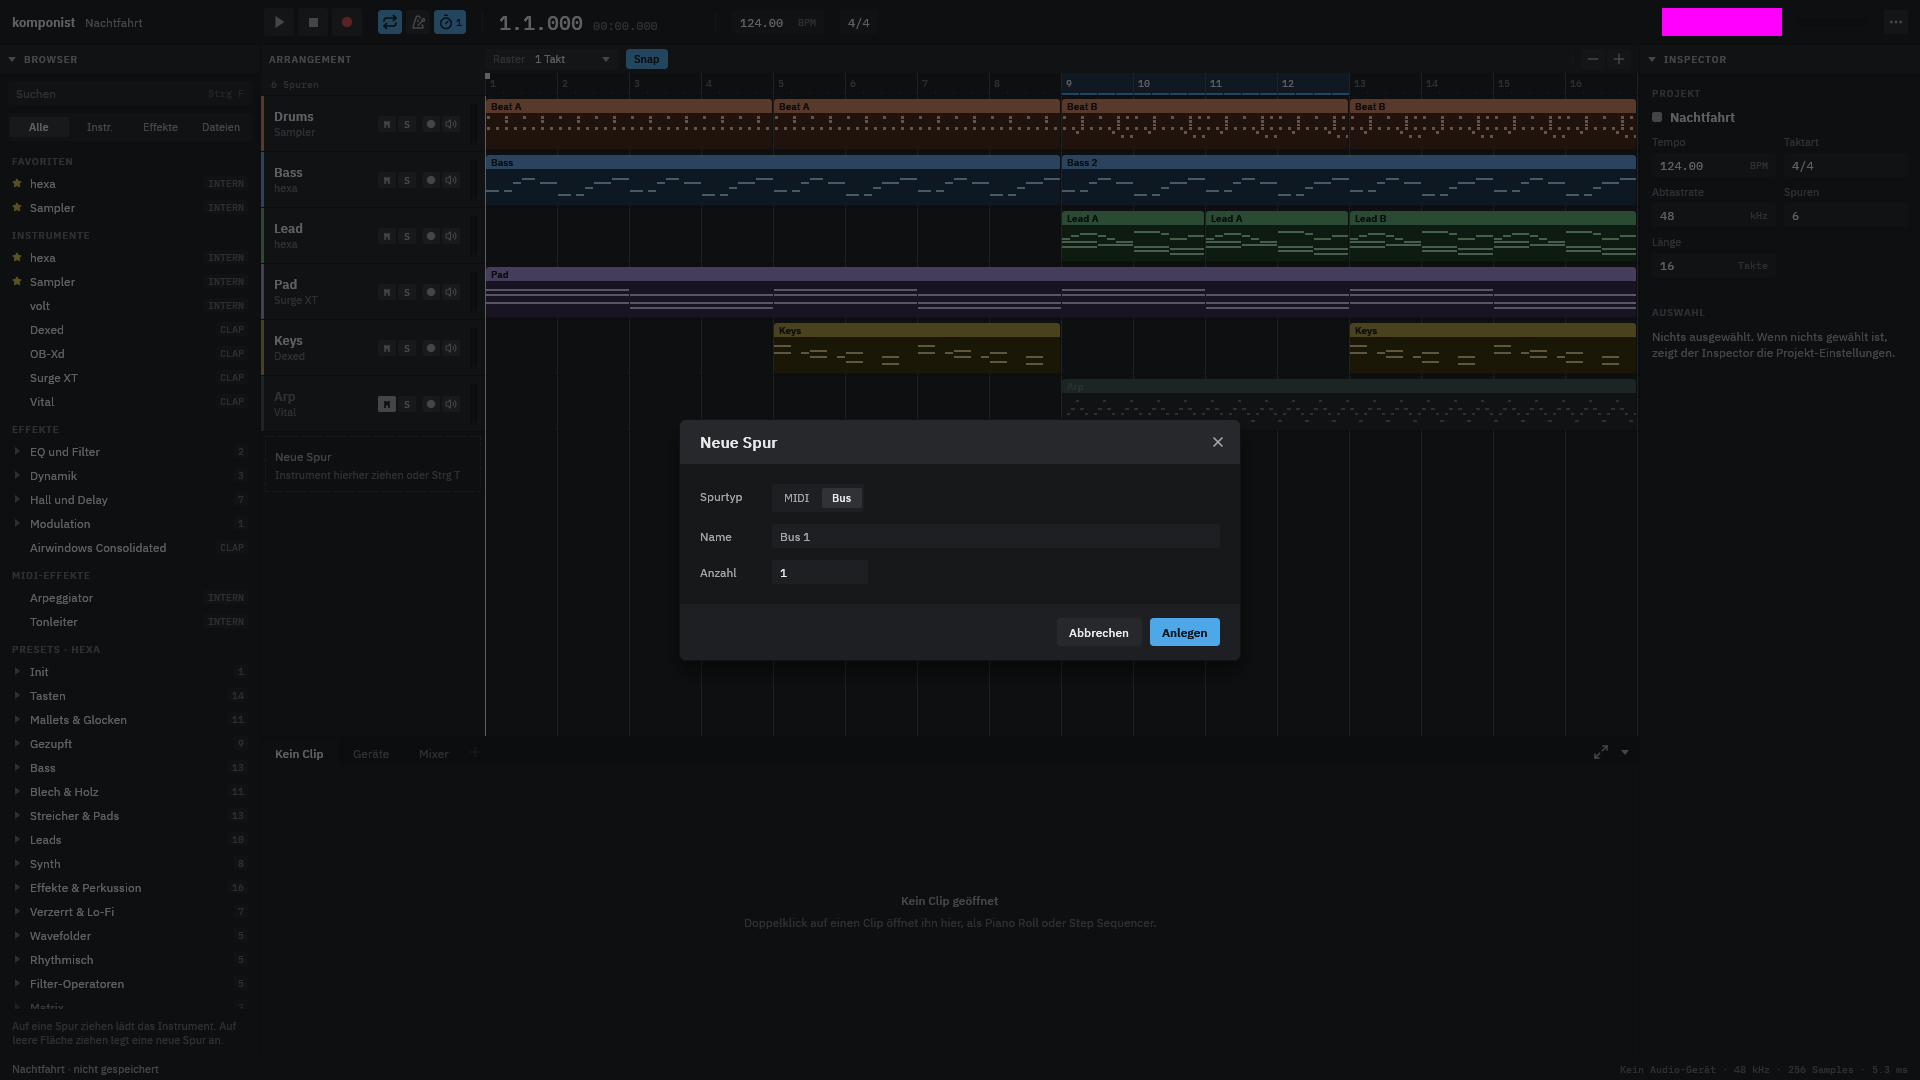 komponist Nachtfahrt
1 1.1.000 00:00.000 124.00 BPM 4/4
BROWSER
Suchen Strg F
Alle Instr. Effekte Dateien
FAVORITEN
hexa INTERN
Sampler INTERN
INSTRUMENTE
hexa INTERN
Sampler INTERN
volt INTERN
Dexed CLAP
OB-Xd CLAP
Surge XT CLAP
Vital CLAP
EFFEKTE
EQ und Filter 2
Dynamik 3
Hall und Delay 7
Modulation 1
Airwindows Consolidated CLAP
MIDI-EFFEKTE
Arpeggiator INTERN
Tonleiter INTERN
PRESETS · HEXA
Init 1
Tasten 14
Mallets & Glocken 11
Gezupft 9
Bass 13
Blech & Holz 11
Streicher & Pads 13
Leads 10
Synth 8
Effekte & Perkussion 16
Verzerrt & Lo-Fi 7
Wavefolder 5
Rhythmisch 5
Filter-Operatoren 5
Matrix 3
Auf eine Spur ziehen lädt das Instrument. Auf
leere Fläche ziehen legt eine neue Spur an.
ARRANGEMENT Raster 1 Takt Snap
6 Spuren 1 2 3 4 5 6 7 8 9 10 11 12 13 14 15 16
Drums M S
Sampler
Beat A Beat A Beat B Beat B
Bass M S
hexa
Bass Bass 2
Lead M S
hexa
Lead A Lead A Lead B
Pad M S
Surge XT
Pad
Keys M S
Dexed
Keys Keys
Arp M S
Vital
Arp
Neue Spur
Instrument hierher ziehen oder Strg T
Neue Spur
Spurtyp MIDI Bus
Name Bus 1
Anzahl 1
Abbrechen Anlegen
Kein Clip Geräte Mixer
Kein Clip geöffnet
Doppelklick auf einen Clip öffnet ihn hier, als Piano Roll oder Step Sequencer.
INSPECTOR
PROJEKT
Nachtfahrt
Tempo Taktart
124.00 BPM 4/4
Abtastrate Spuren
48 kHz 6
Länge
16 Takte
AUSWAHL
Nichts ausgewählt. Wenn nichts gewählt ist,
zeigt der Inspector die Projekt-Einstellungen.
Nachtfahrt · nicht gespeichert
Kein Audio-Gerät · 48 kHz · 256 Samples · 5.3 ms